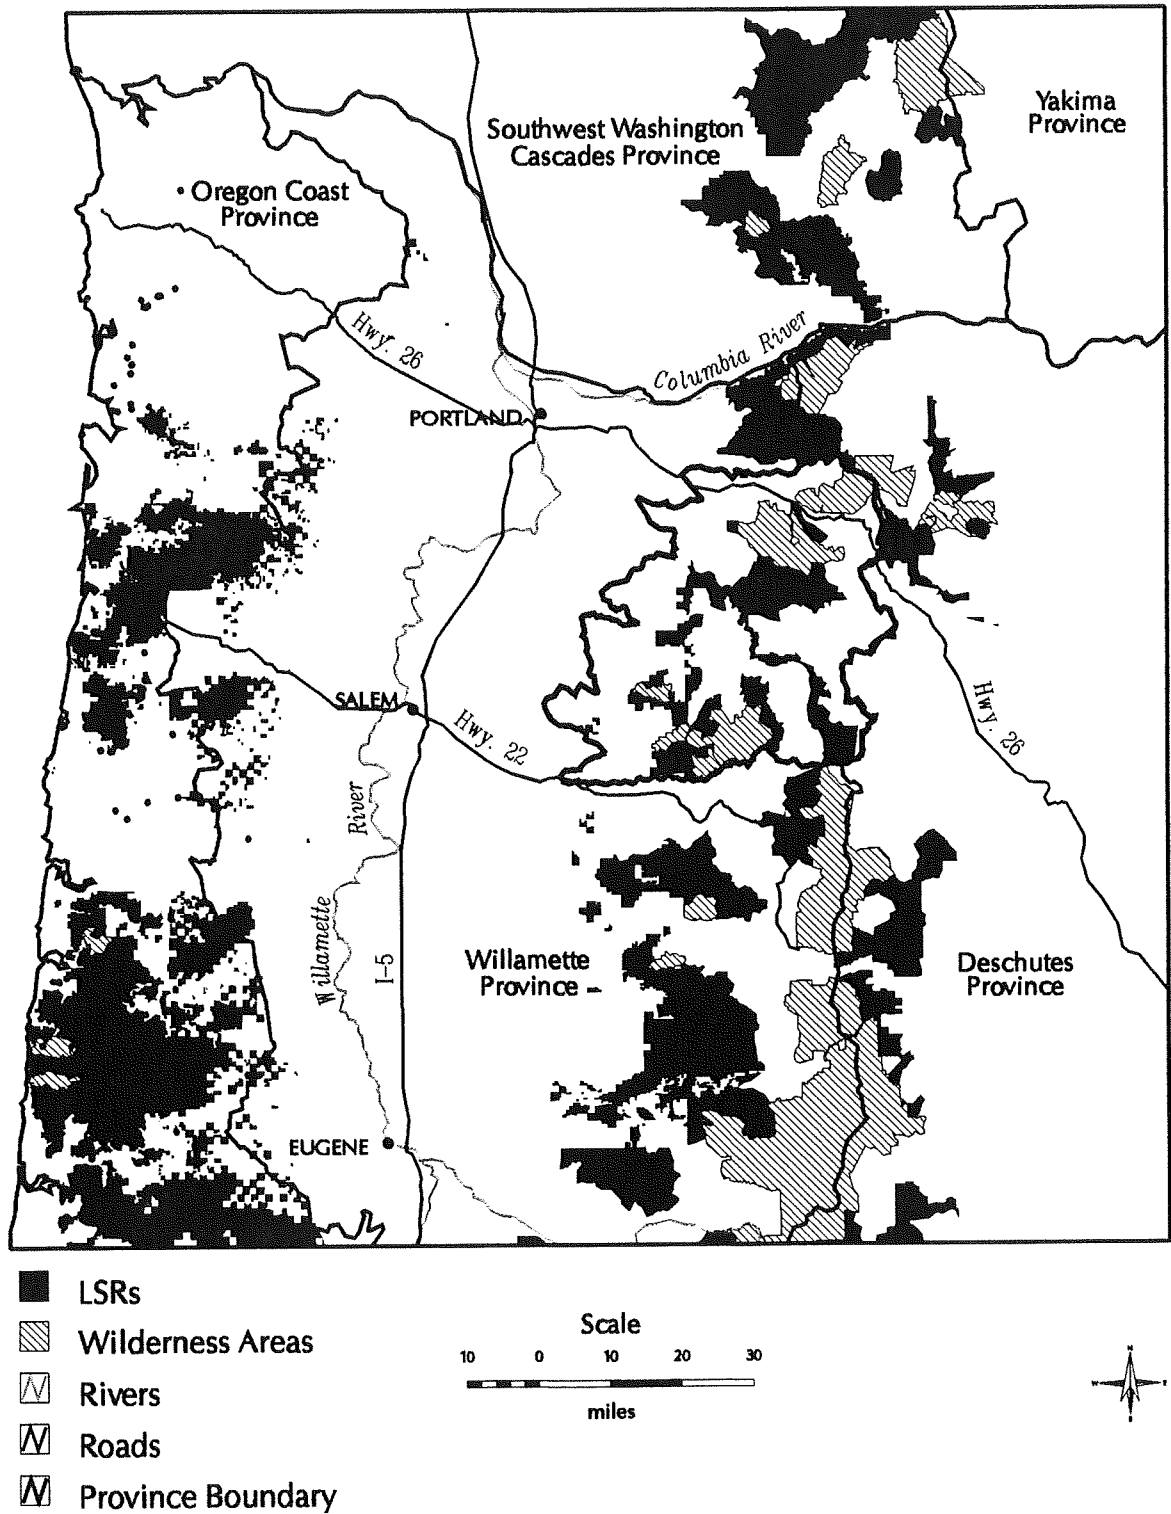 Yakima
Province
Southwest Washington
Cascades Province
Oregon Coast
Province
Hwy. 26
Columbia River
PORTLAND
SALEM
Hwy. 22
Hwy. 26
River
Willamette
I-5
Willamette
Province
Deschutes
Province
EUGENE
LSRs
Wilderness Areas
Rivers
Roads
Province Boundary
Scale
10 0 10 20 30
miles
N
W